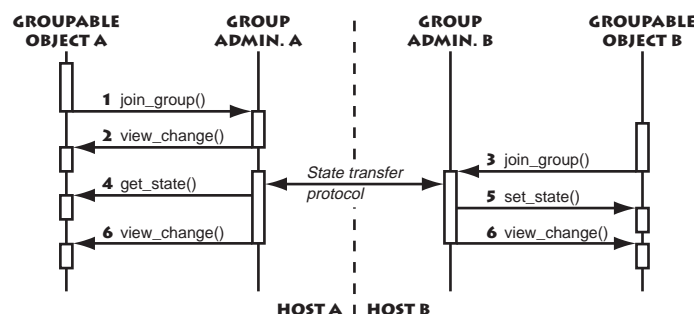 GROUPABLE OBJECT A
GROUP ADMIN. A
GROUP ADMIN. B
GROUPABLE OBJECT B
1 join_group()
2 view_change()
3 join_group()
4 get_state()
State transfer protocol
5 set_state()
6 view_change()
6 view_change()
HOST A
HOST B